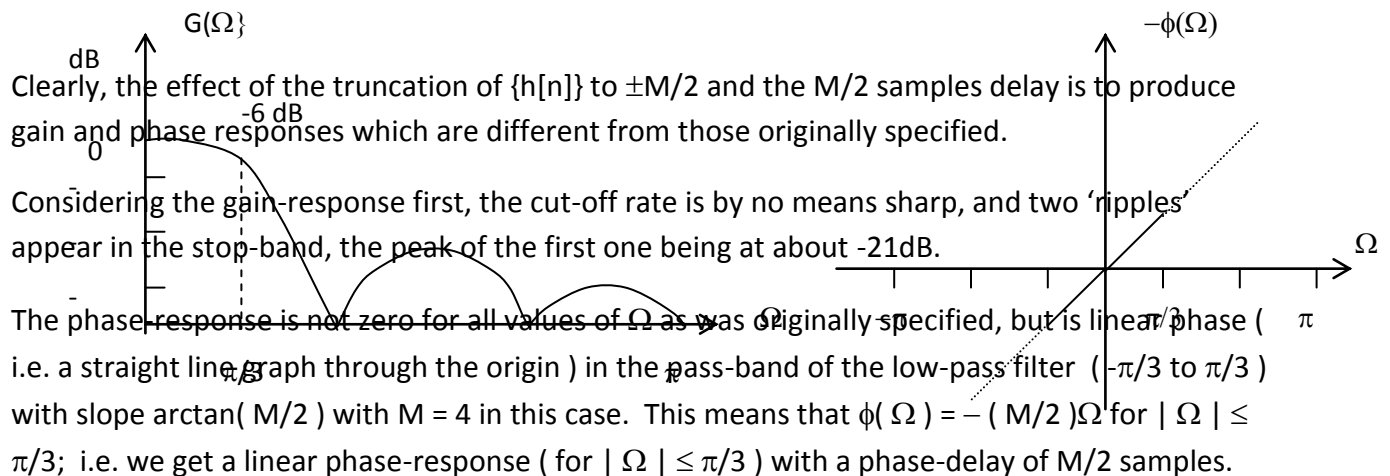 G(Ω}
−ϕ(Ω)
dB
Clearly, the effect of the truncation of {h[n]} to ±M/2 and the M/2 samples delay is to produce
-6 dB
gain and phase responses which are different from those originally specified.
0
Considering the gain-response first, the cut-off rate is by no means sharp, and two ‘ripples’
-
appear in the stop-band, the peak of the first one being at about -21dB.
-
Ω
-
The phase-response is not zero for all values of Ω as was originally specified, but is linear phase (
Ω
−π
π/3
π
i.e. a straight line graph through the origin ) in the pass-band of the low-pass filter ( -π/3 to π/3 )
π/3
π
with slope arctan( M/2 ) with M = 4 in this case. This means that ϕ( Ω ) = − ( M/2 )Ω for | Ω | ≤
π/3; i.e. we get a linear phase-response ( for | Ω | ≤ π/3 ) with a phase-delay of M/2 samples.